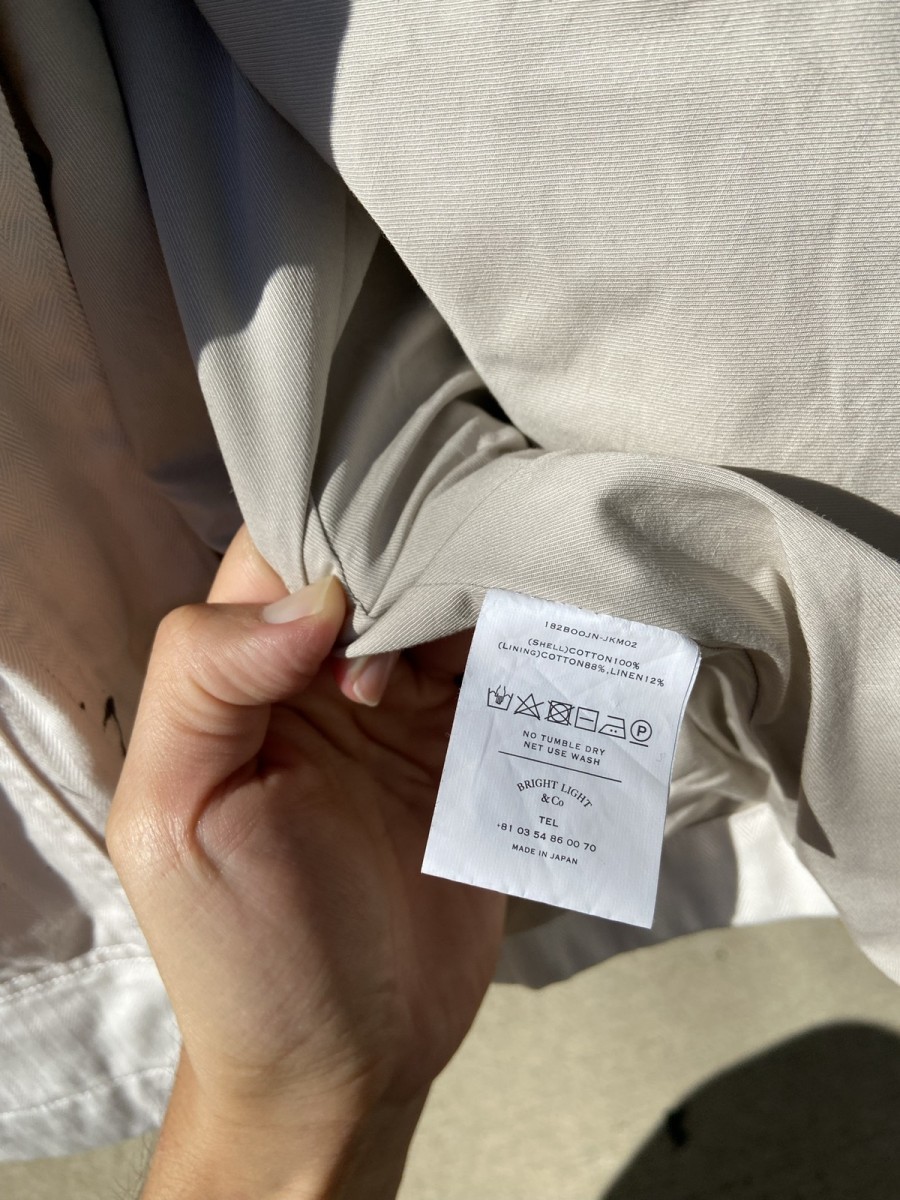 182BOOJN-JKM02
(SHELL)COTTON100%
(LINING)COTTON88%,LINEN12%
P
NO TUMBLE DRY
NET USE WASH
BRIGHT LIGHT
&Co
TEL
+81 03 54 86 00 70
MADE IN JAPAN